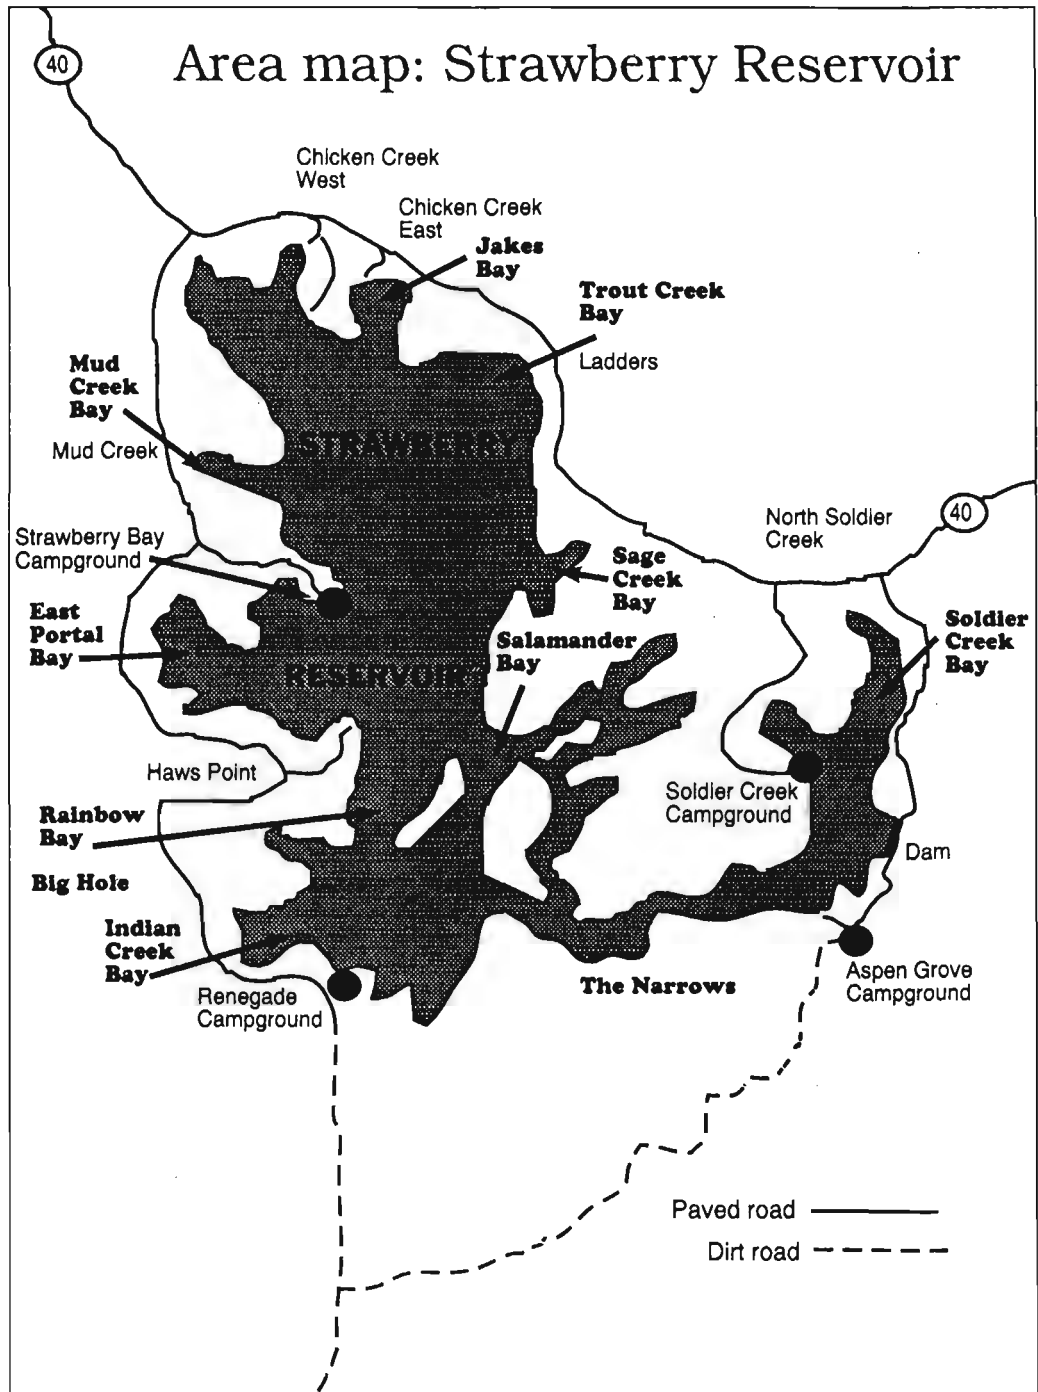 40
Area map: Strawberry Reservoir
Chicken Creek
West
Chicken Creek
East
Jakes
Bay
Trout Creek
Bay
Ladders
Mud
Creek
Bay
STRAWBERRY
Mud Creek
40
North Soldier
Creek
Strawberry Bay
Campground
Sage
Creek
Bay
East
Portal
Bay
Soldier
Creek
Bay
Salamander
Bay
RESERVOIR
Haws Point
Soldier Creek
Campground
Rainbow
Bay
Dam
Big Hole
Indian
Creek
Bay
Aspen Grove
Campground
The Narrows
Renegade
Campground
Paved road
Dirt road